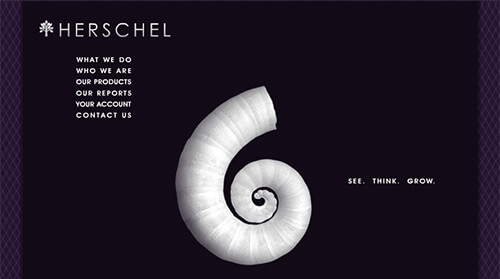 HERSCHEL
WHAT WE DO
WHO WE ARE
OUR PRODUCTS
OUR REPORTS
YOUR ACCOUNT
CONTACT US
SEE. THINK. GROW.